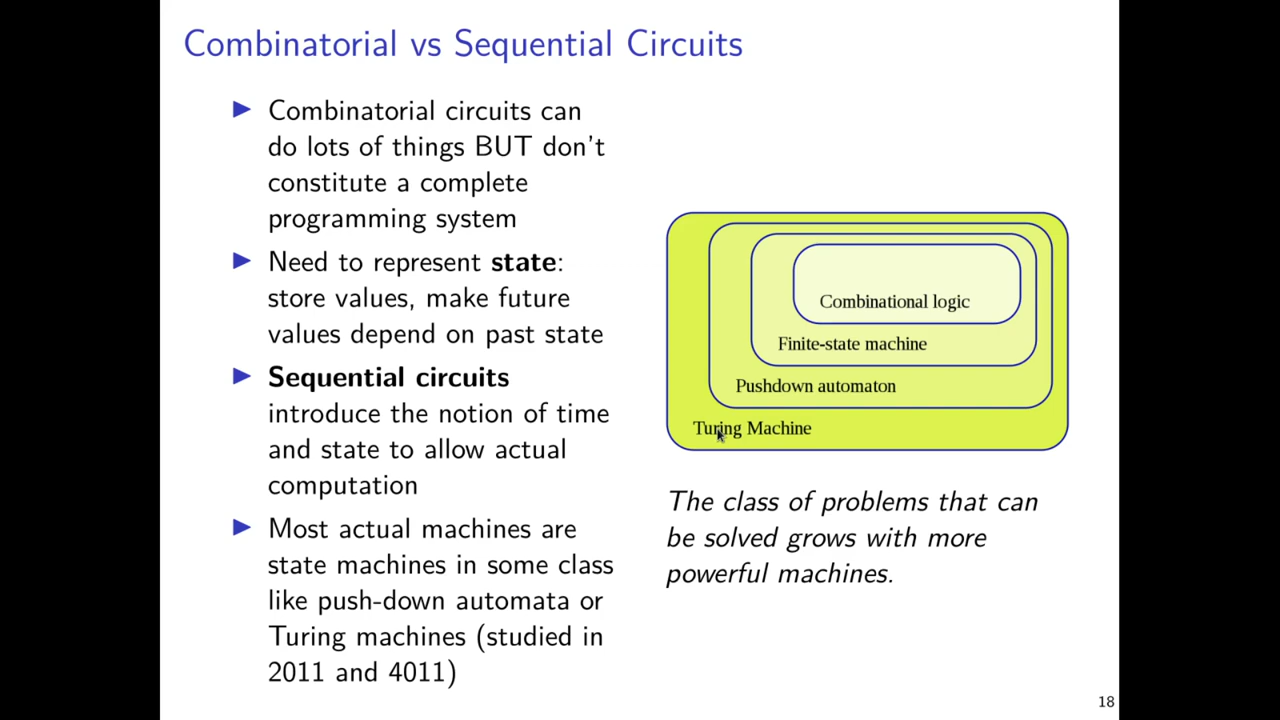 Combinatorial vs Sequential Circuits
Combinatorial circuits can
do lots of things BUT don't
constitute a complete
programming system
Need to represent state:
store values, make future
values depend on past state
Sequential circuits
introduce the notion of time
and state to allow actual
computation
Most actual machines are
state machines in some class
like push-down automata or
Turing machines (studied in
2011 and 4011)
Combinational logic
Finite-state machine
Pushdown automaton
Turing Machine
The class of problems that can
be solved grows with more
powerful machines.
18